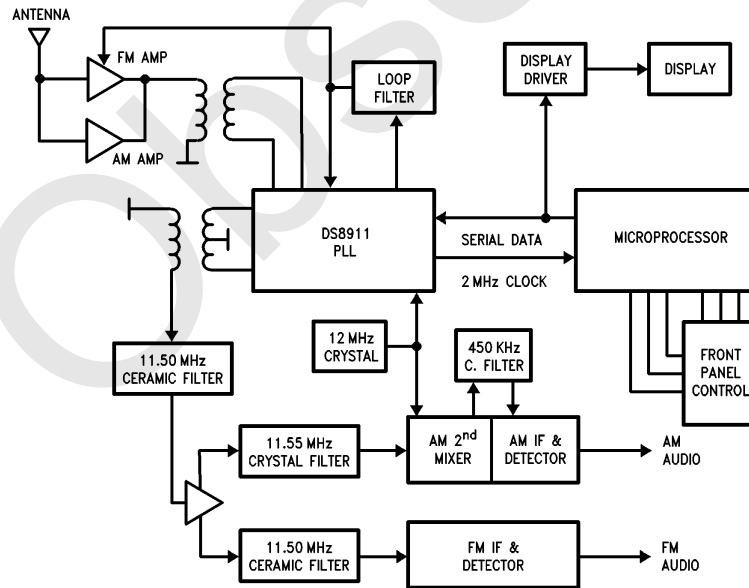 ANTENNA
FM AMP
AM AMP
LOOP
FILTER
DISPLAY
DRIVER
DISPLAY
DS8911
PLL
SERIAL DATA
2 MHz CLOCK
MICROPROCESSOR
12 MHz
CRYSTAL
450 KHz
C. FILTER
FRONT
PANEL
CONTROL
11.50 MHz
CERAMIC FILTER
11.55 MHz
CRYSTAL FILTER
AM 2nd
MIXER
AM IF &
DETECTOR
AM
AUDIO
11.50 MHz
CERAMIC FILTER
FM IF &
DETECTOR
FM
AUDIO
Obs